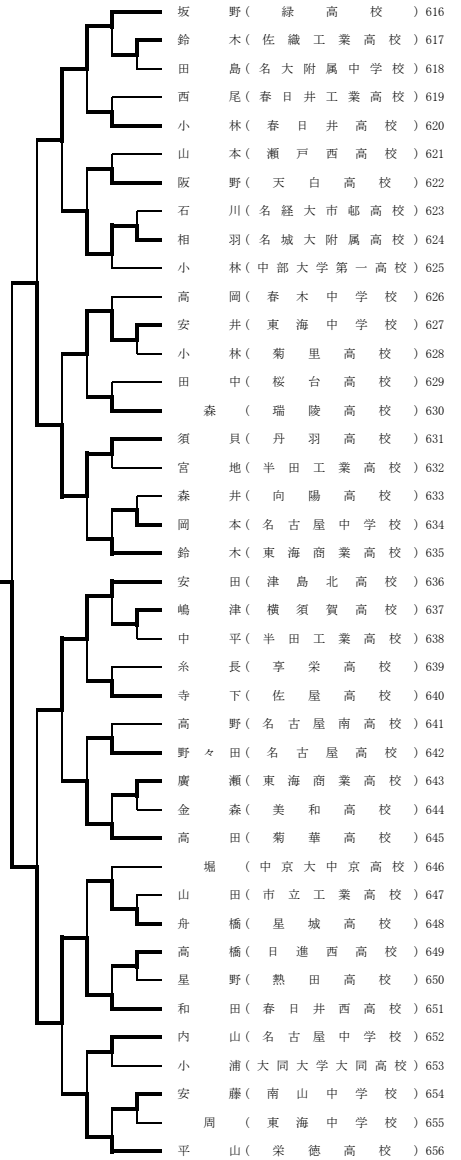 坂野(緑高校)616
鈴木(佐織工業高校)617
田島(名大附属中学校)618
西尾(春日井工業高校)619
小林(春日井高校)620
山本(瀬戸西高校)621
阪野(天白高校)622
石川(名経大市邨高校)623
相羽(名城大附属高校)624
小林(中部大学第一高校)625
高岡(春木中学校)626
安井(東海中学校)627
小林(菊里高校)628
田中(桜台高校)629
森(瑞陵高校)630
須貝(丹羽高校)631
宮地(半田工業高校)632
森井(向陽高校)633
岡本(名古屋中学校)634
鈴木(東海商業高校)635
安田(津島北高校)636
嶋津(横須賀高校)637
中平(半田工業高校)638
糸長(享栄高校)639
寺下(佐屋高校)640
高野(名古屋南高校)641
野々田(名古屋高校)642
廣瀬(東海商業高校)643
金森(美和高校)644
高田(菊華高校)645
堀(中京大中京高校)646
山田(市立工業高校)647
舟橋(星城高校)648
高橋(日進西高校)649
星野(熱田高校)650
和田(春日井西高校)651
内山(名古屋中学校)652
小浦(大同大学大同高校)653
安藤(南山中学校)654
周(東海中学校)655
平山(栄徳高校)656